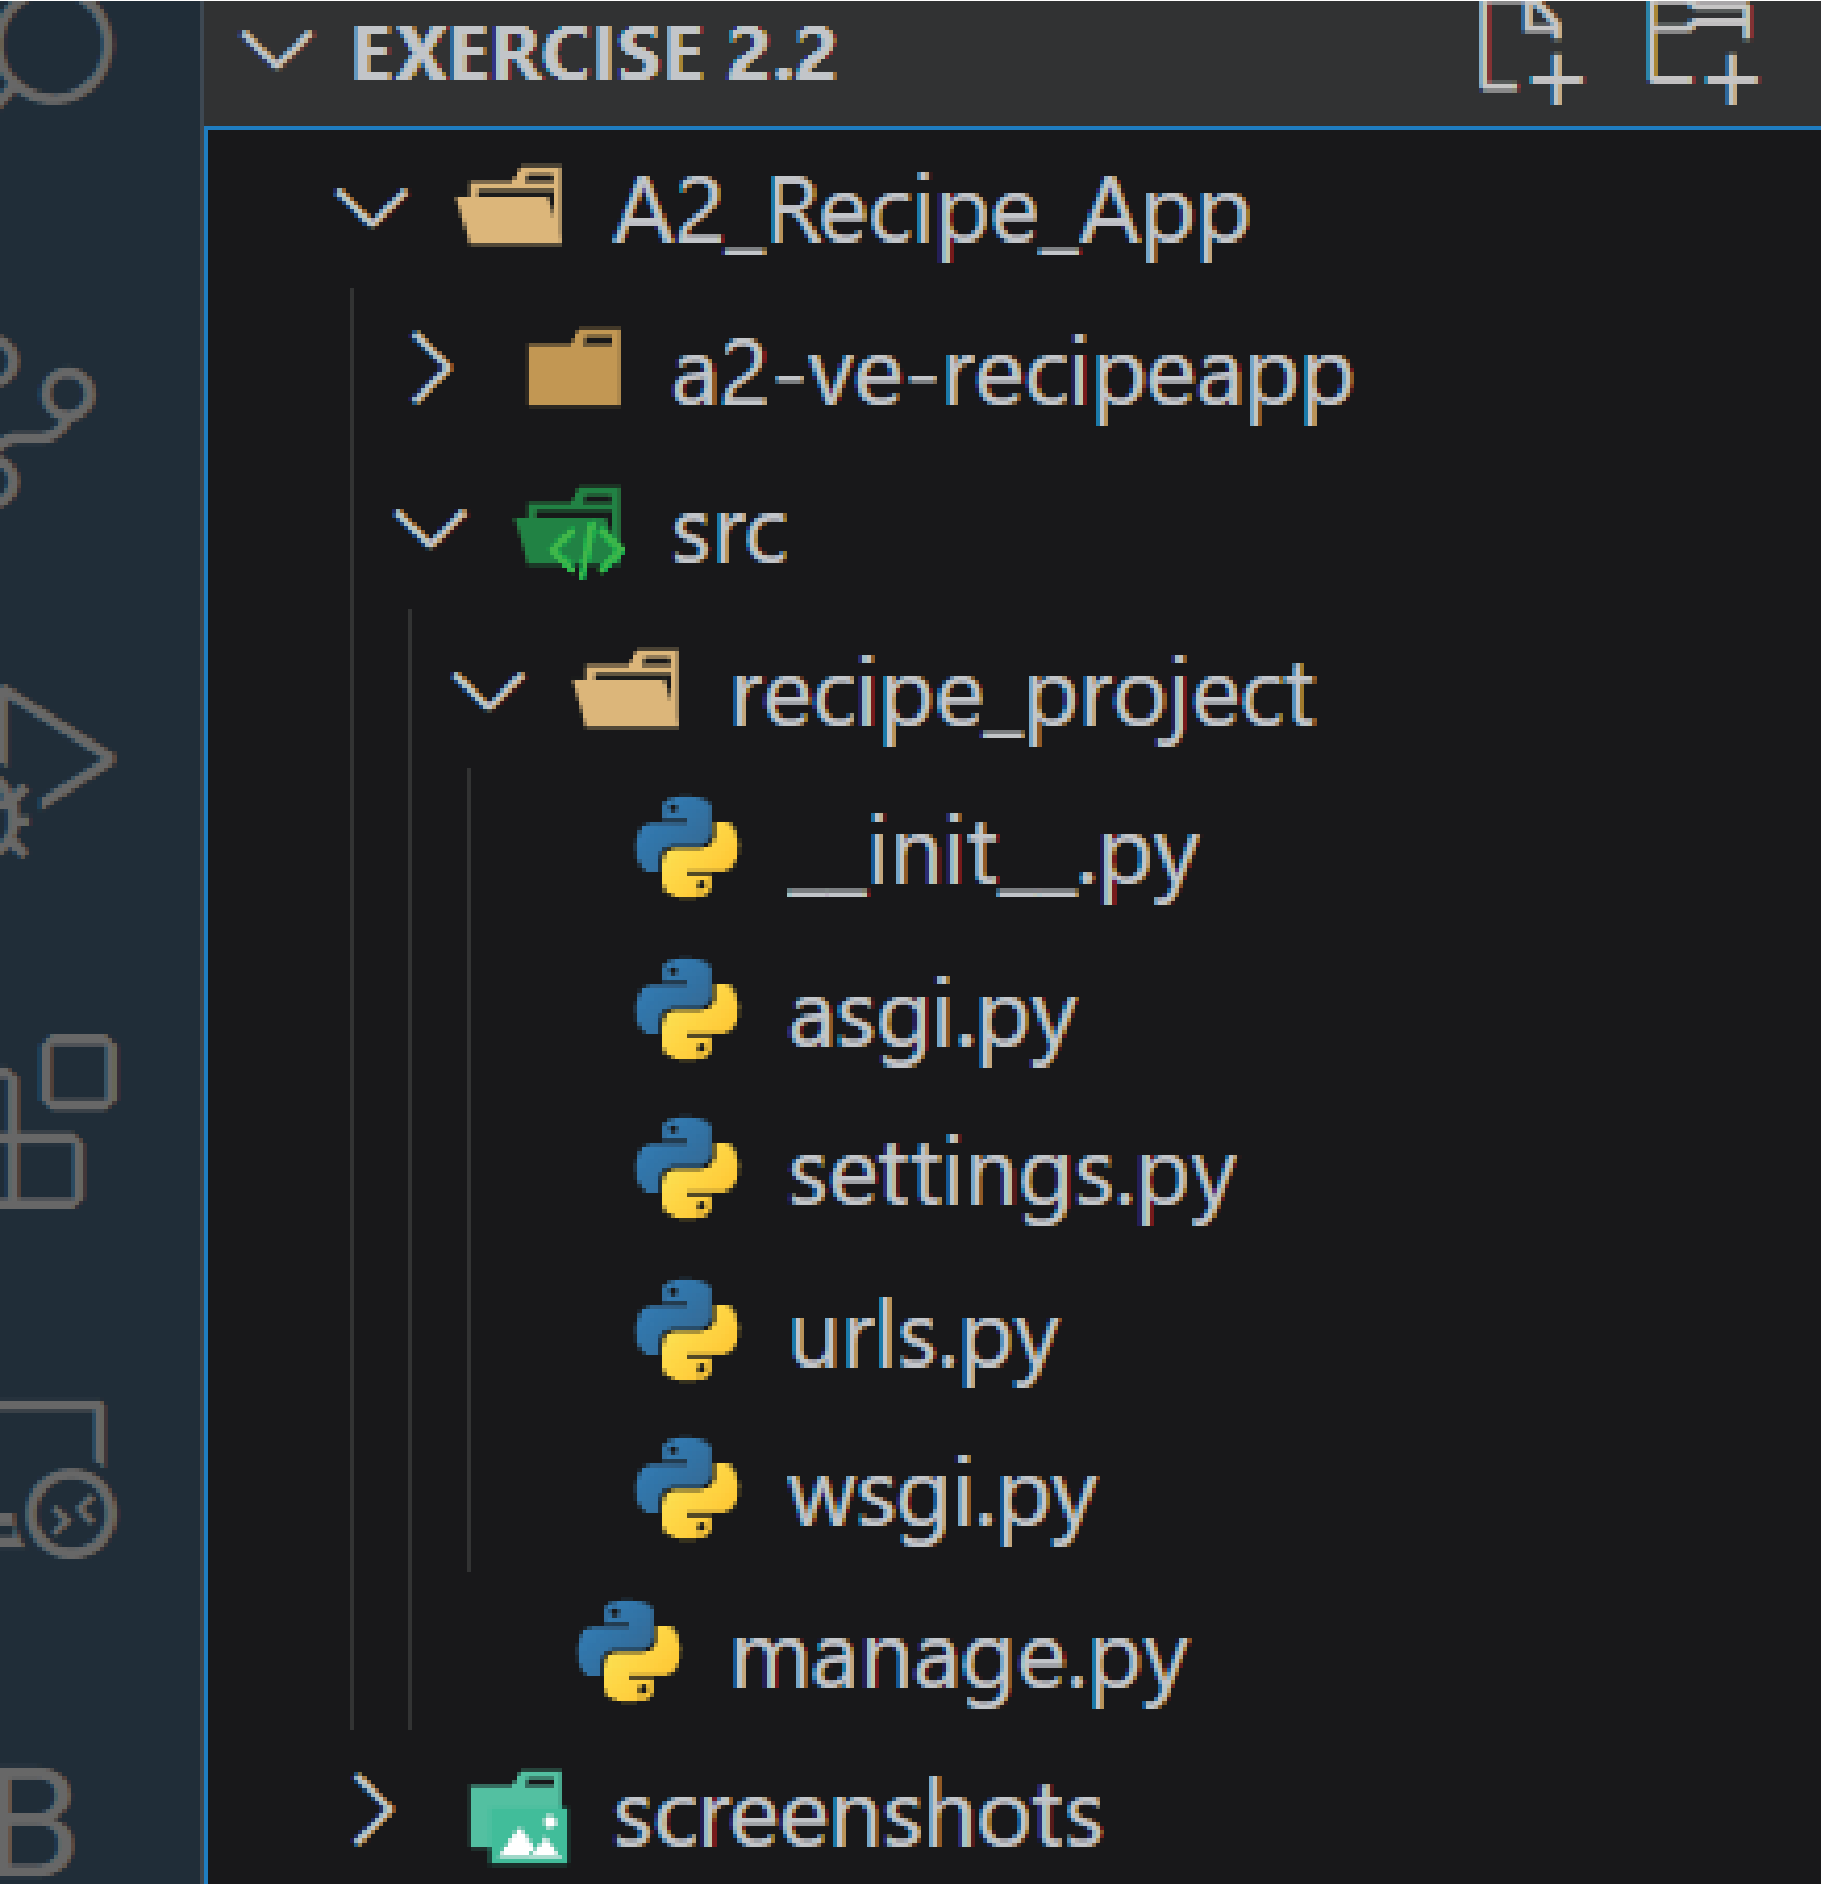 EXERCISE 2.2
A2_Recipe_App
a2-ve-recipeapp
src
recipe_project
__init__.py
asgi.py
settings.py
urls.py
wsgi.py
manage.py
screenshots
B